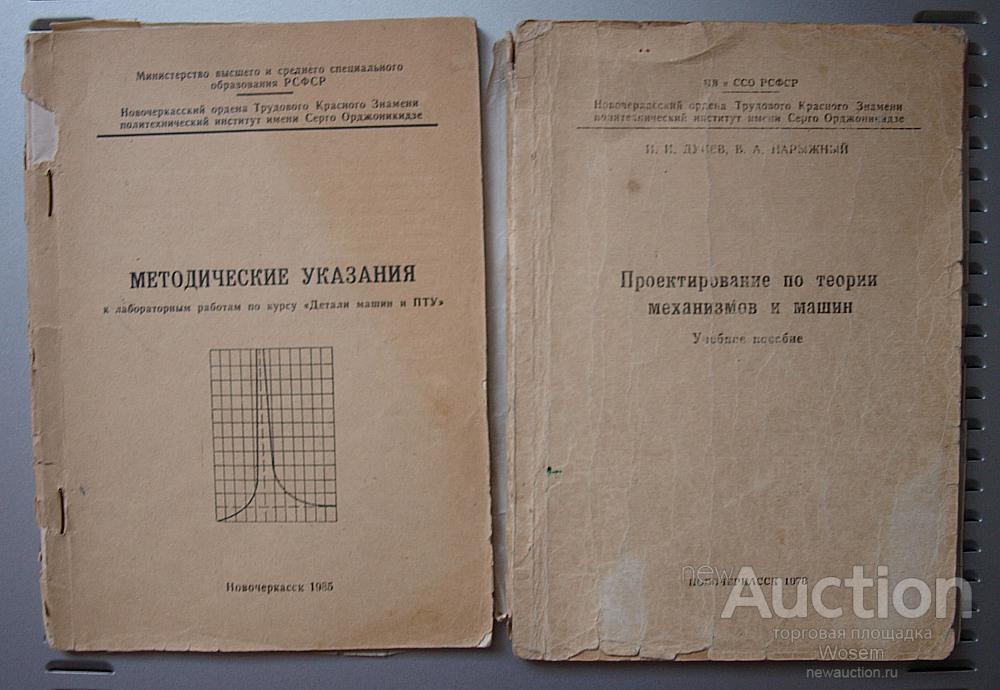 Министерство высшего и среднего специального
образования РСФСР
Новочеркасский ордена Трудового Красного Знамени
политехнический институт имени Серго Орджоникидзе
МЕТОДИЧЕСКИЕ УКАЗАНИЯ
к лабораторным работам по курсу «Детали машин и ПТУ»
Новочеркасск 1985
МВ и ССО РСФСР
Новочеркасский ордена Трудового Красного Знамени
политехнический институт имени Серго Орджоникидзе
И. И. В. А. НАРЫЖНЫЙ
Проектирование по теории
механизмов и машин
Учебное пособие
НОВОЧЕРКАССК 1978
newAuction
торговая площадка
Wosem
newauction.ru